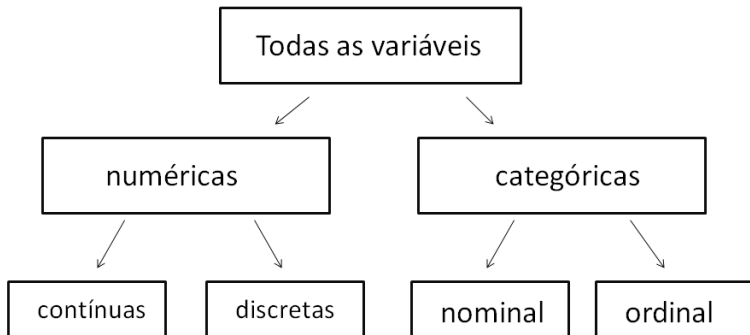 Todas as variáveis
numéricas
categóricas
contínuas
discretas
nominal
ordinal